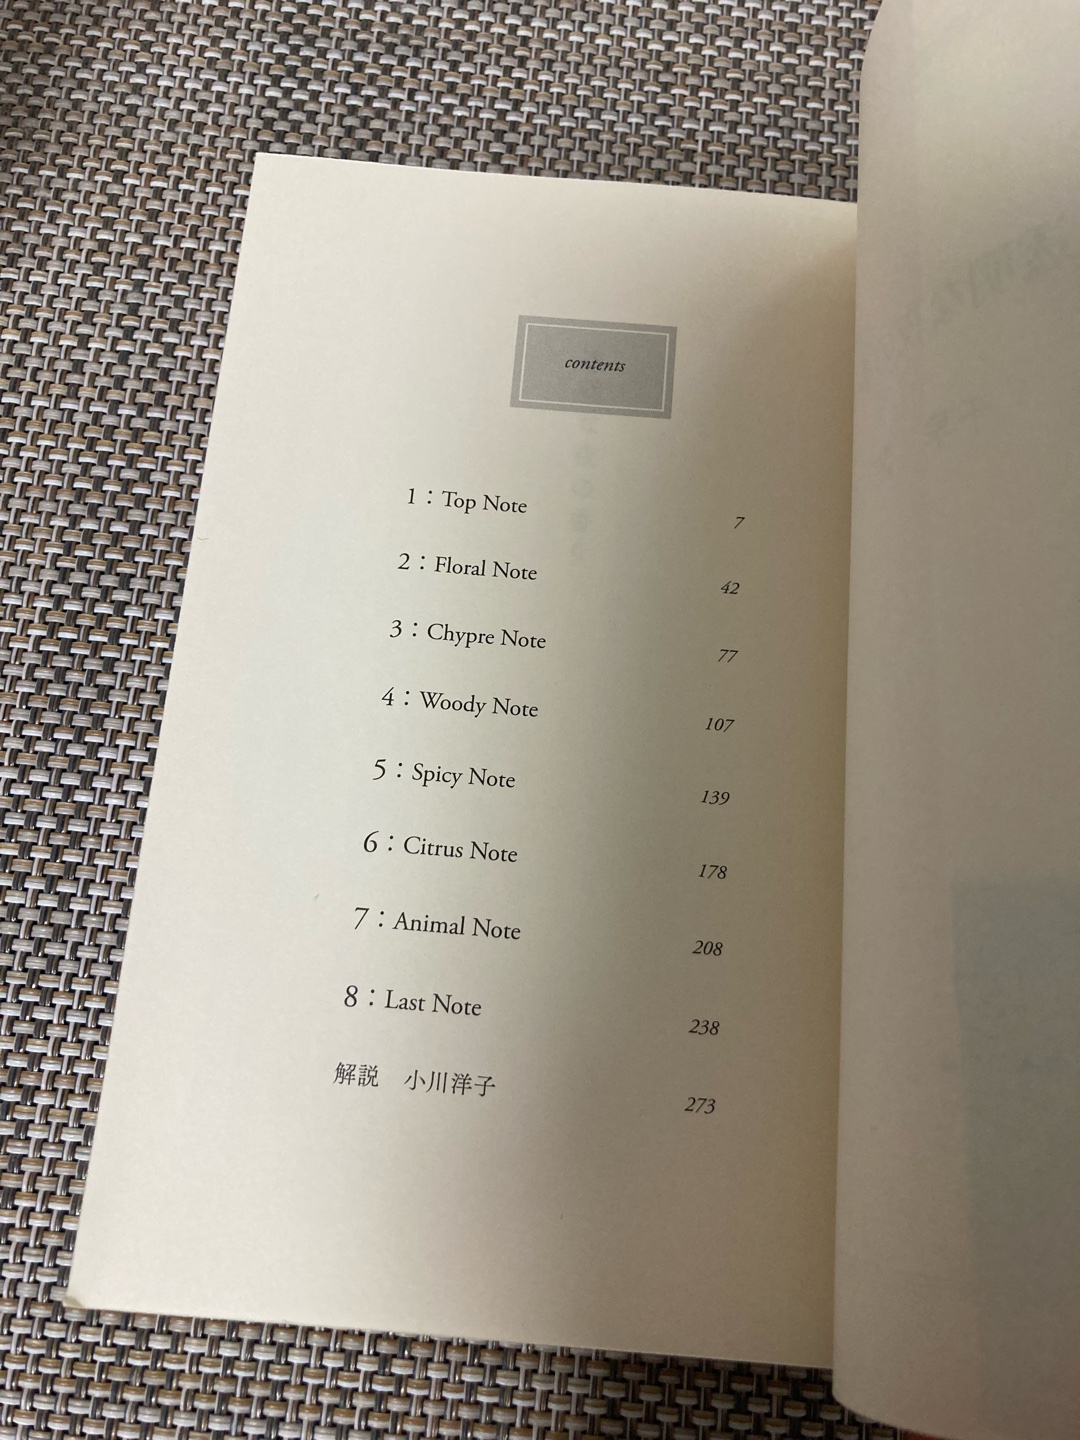 contents
1：Top Note 7
2：Floral Note 42
3：Chypre Note 77
4：Woody Note 107
5：Spicy Note 139
6：Citrus Note 178
7：Animal Note 208
8：Last Note 238
解説　小川洋子 273